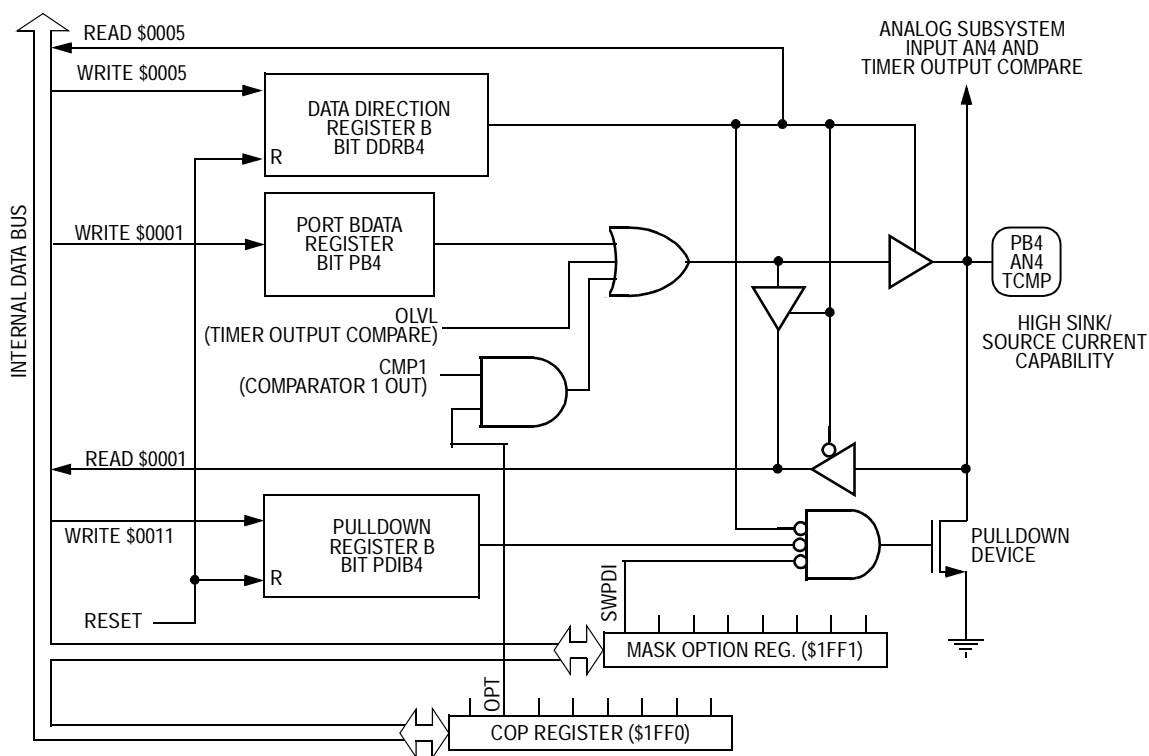 READ $0005
WRITE $0005
DATA DIRECTION
REGISTER B
BIT DDRB4
R
ANALOG SUBSYSTEM
INPUT AN4 AND
TIMER OUTPUT COMPARE
INTERNAL DATA BUS
WRITE $0001
PORT BDATA
REGISTER
BIT PB4
PB4
AN4
TCMP
OLVL
(TIMER OUTPUT COMPARE)
HIGH SINK/
SOURCE CURRENT
CAPABILITY
CMP1
(COMPARATOR 1 OUT)
READ $0001
WRITE $0011
PULLDOWN
REGISTER B
BIT PDIB4
R
PULLDOWN
DEVICE
RESET
SWPDI
MASK OPTION REG. ($1FF1)
OPT
COP REGISTER ($1FF0)